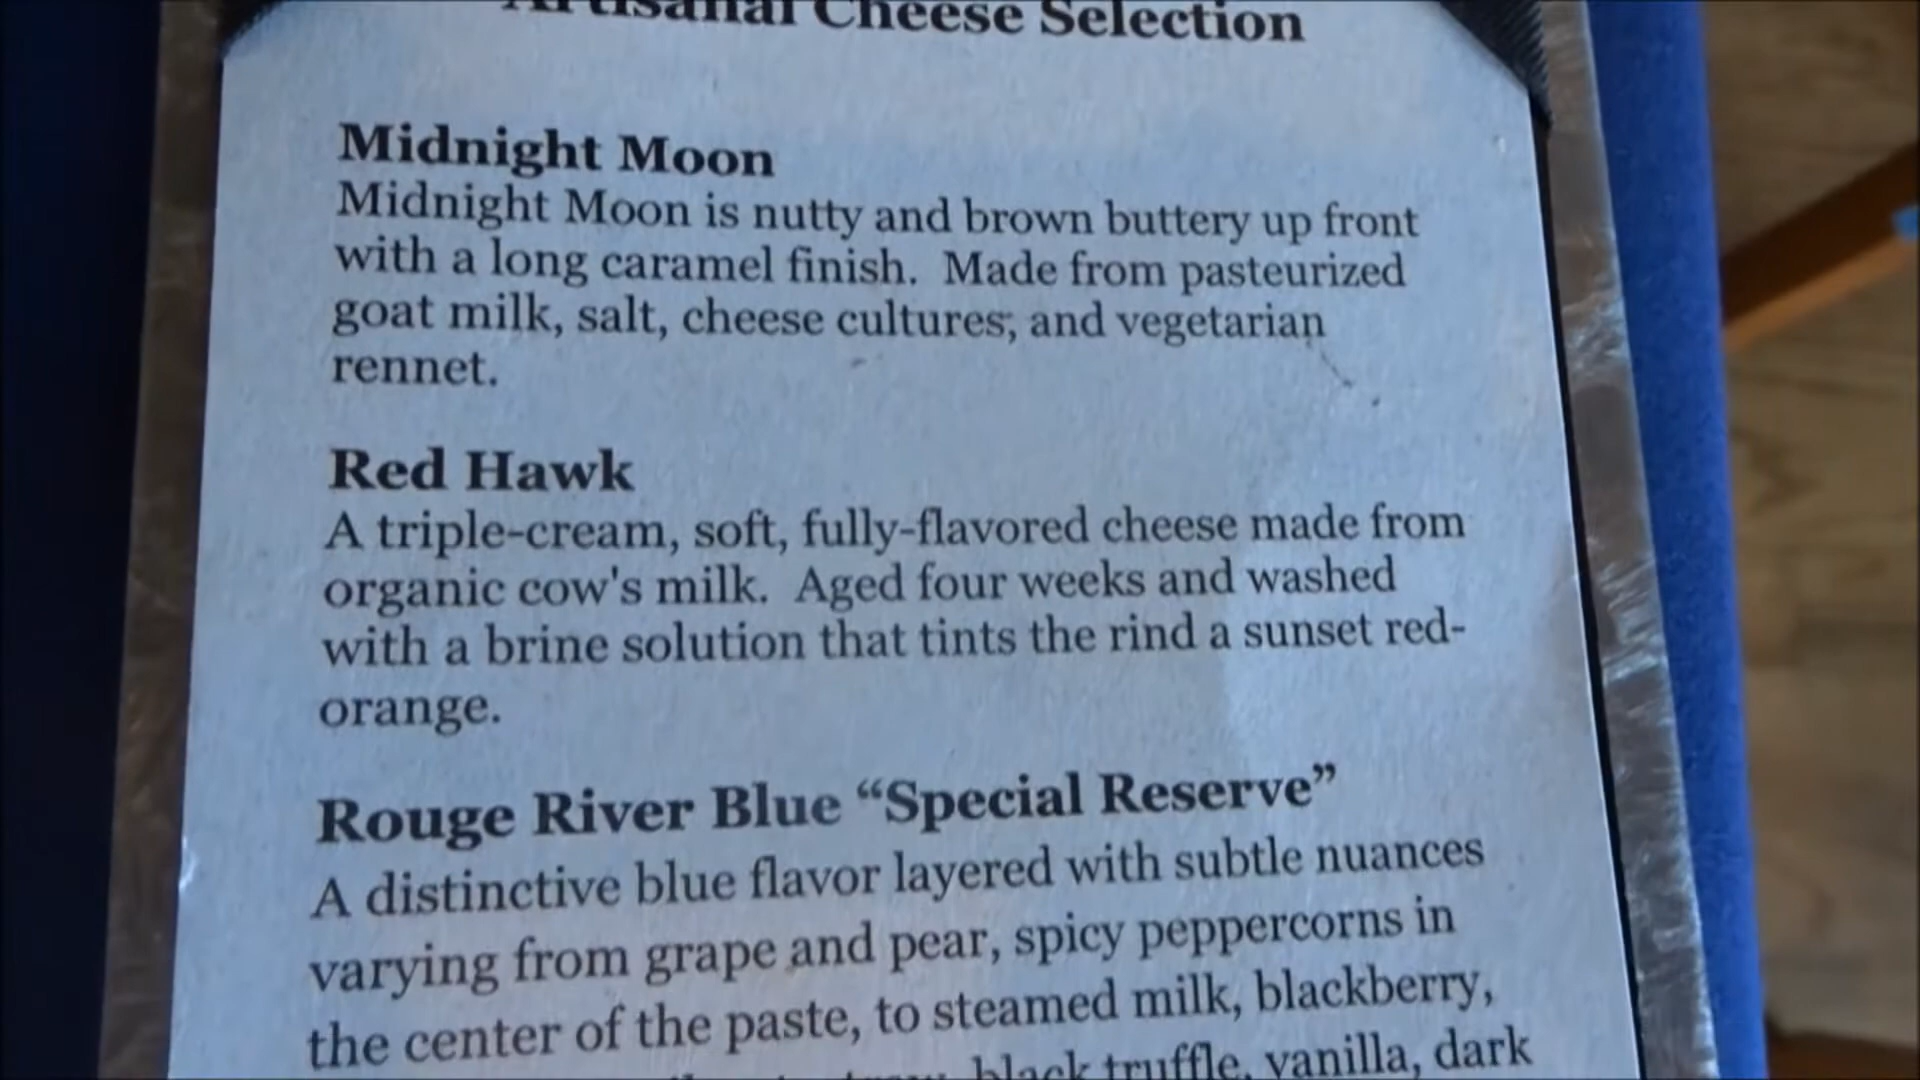 Artisanal Cheese Selection
Midnight Moon
Midnight Moon is nutty and brown buttery up front
with a long caramel finish. Made from pasteurized
goat milk, salt, cheese cultures, and vegetarian
rennet.
Red Hawk
A triple-cream, soft, fully-flavored cheese made from
organic cow's milk. Aged four weeks and washed
with a brine solution that tints the rind a sunset red-
orange.
Rouge River Blue “Special Reserve”
A distinctive blue flavor layered with subtle nuances
varying from grape and pear, spicy peppercorns in
the center of the paste, to steamed milk, blackberry,
black truffle, vanilla, dark